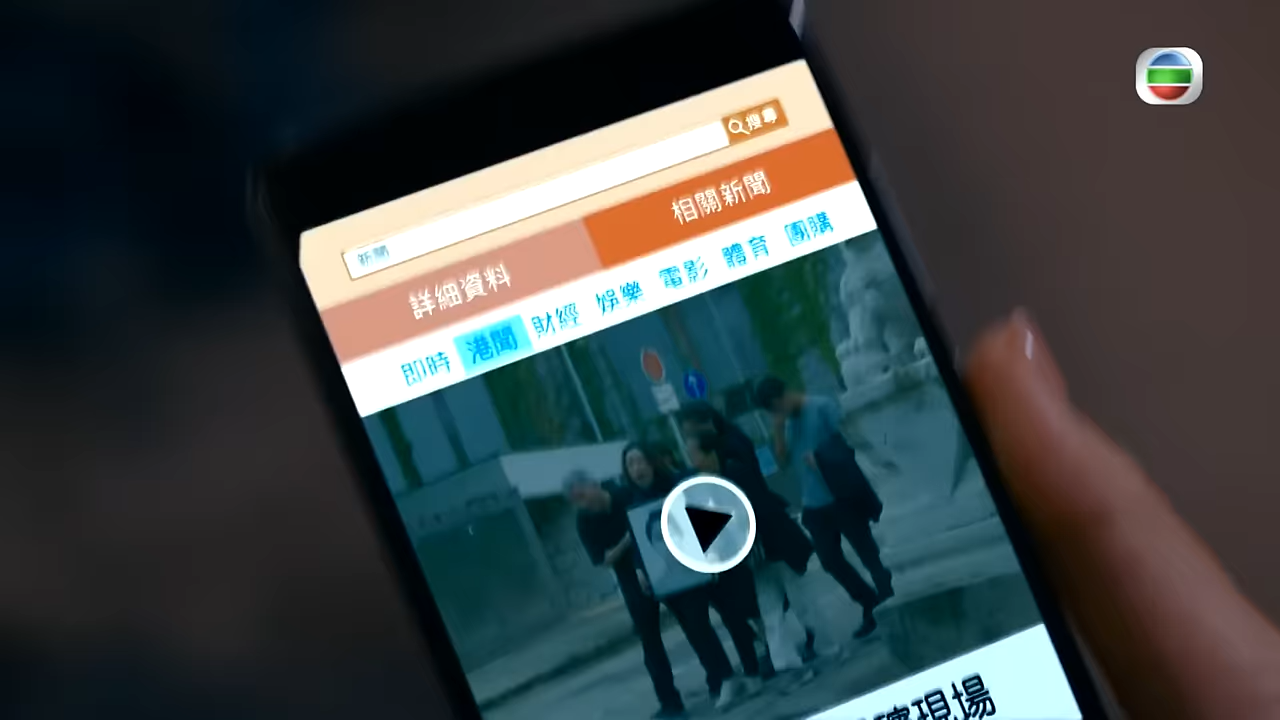 搜尋
新聞
詳細資料 相關新聞
即時 港聞 財經 娛樂 電影 體育 團購
現場